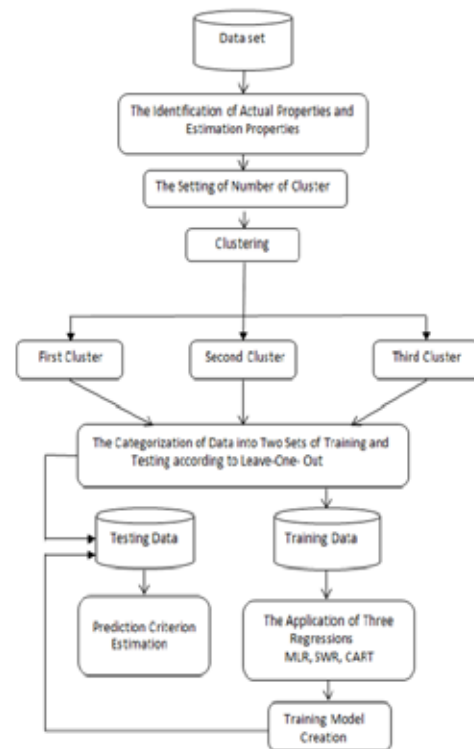 Data set
The Identification of Actual Properties and
Estimation Properties
The Setting of Number of Cluster
Clustering
First Cluster
Second Cluster
Third Cluster
The Categorization of Data into Two Sets of Training and
Testing according to Leave-One- Out
Testing Data
Training Data
Prediction Criterion
Estimation
The Application of Three
Regressions
MLR, SWR, CART
Training Model
Creation